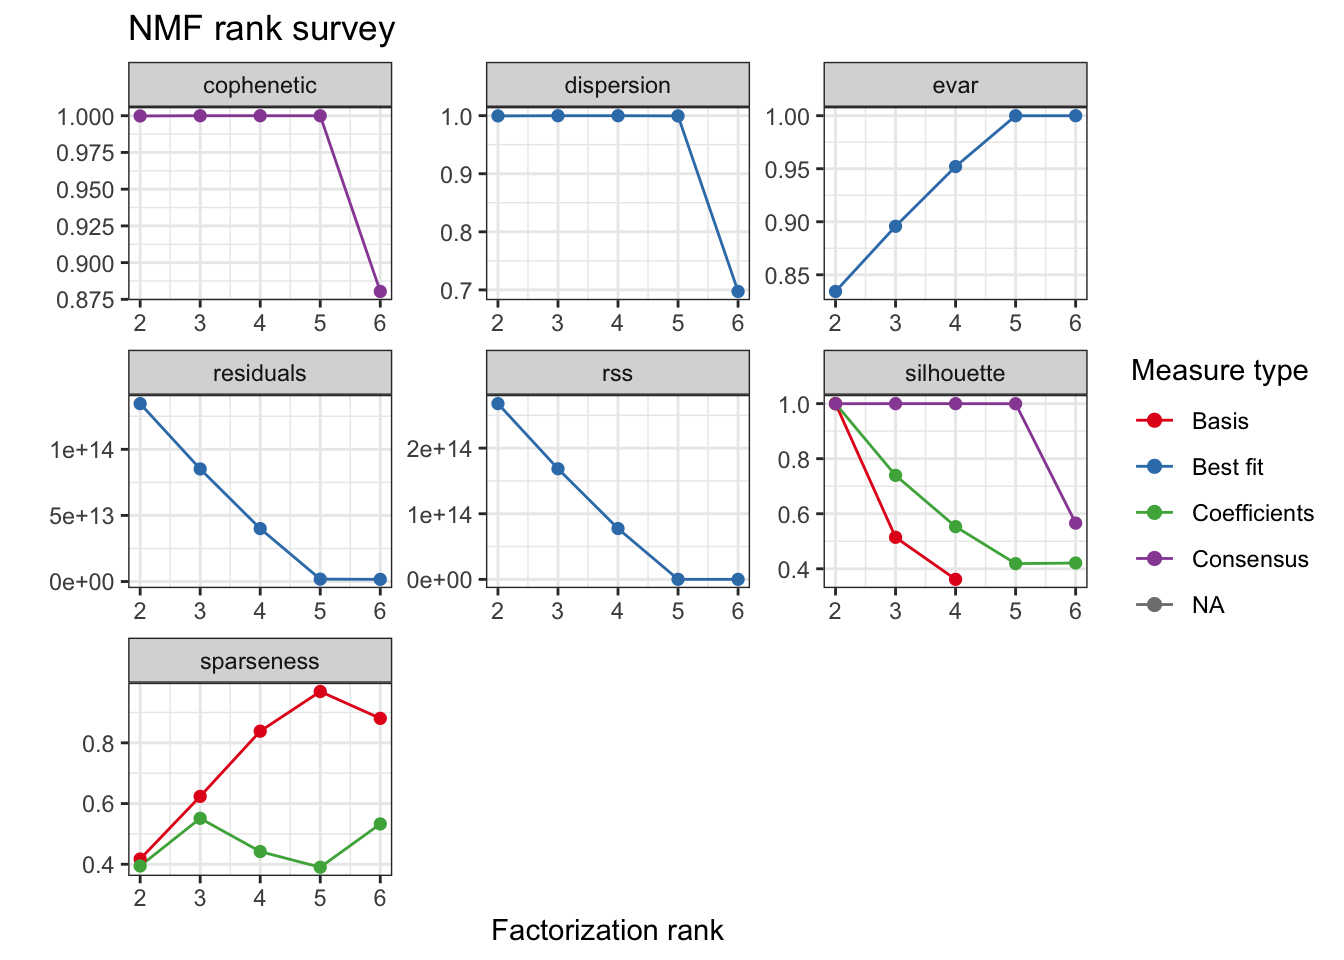 NMF rank survey
cophenetic
dispersion
evar
1.000
0.975
0.950
0.925
0.900
0.875
2 3 4 5 6
1.0
0.9
0.8
0.7
2 3 4 5 6
1.00
0.95
0.90
0.85
2 3 4 5 6
residuals
rss
silhouette
1e+14
5e+13
0e+00
2 3 4 5 6
2e+14
1e+14
0e+00
2 3 4 5 6
1.0
0.8
0.6
0.4
2 3 4 5 6
Measure type
Basis
Best fit
Coefficients
Consensus
NA
sparseness
0.8
0.6
0.4
2 3 4 5 6
Factorization rank